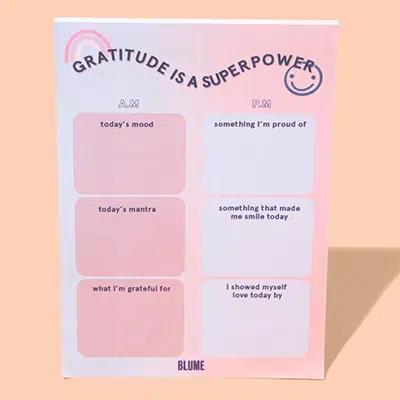 GRATITUDE IS A SUPERPOWER
A.M
P.M
today's mood
something I'm proud of
today's mantra
something that made
me smile today
what I'm grateful for
I showed myself
love today by
BLUME